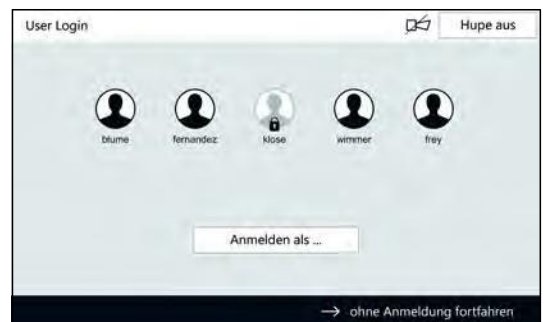 User Login
Hupe aus
blume fernandez klose wimmer frey
Anmelden als ...
→ ohne Anmeldung fortfahren